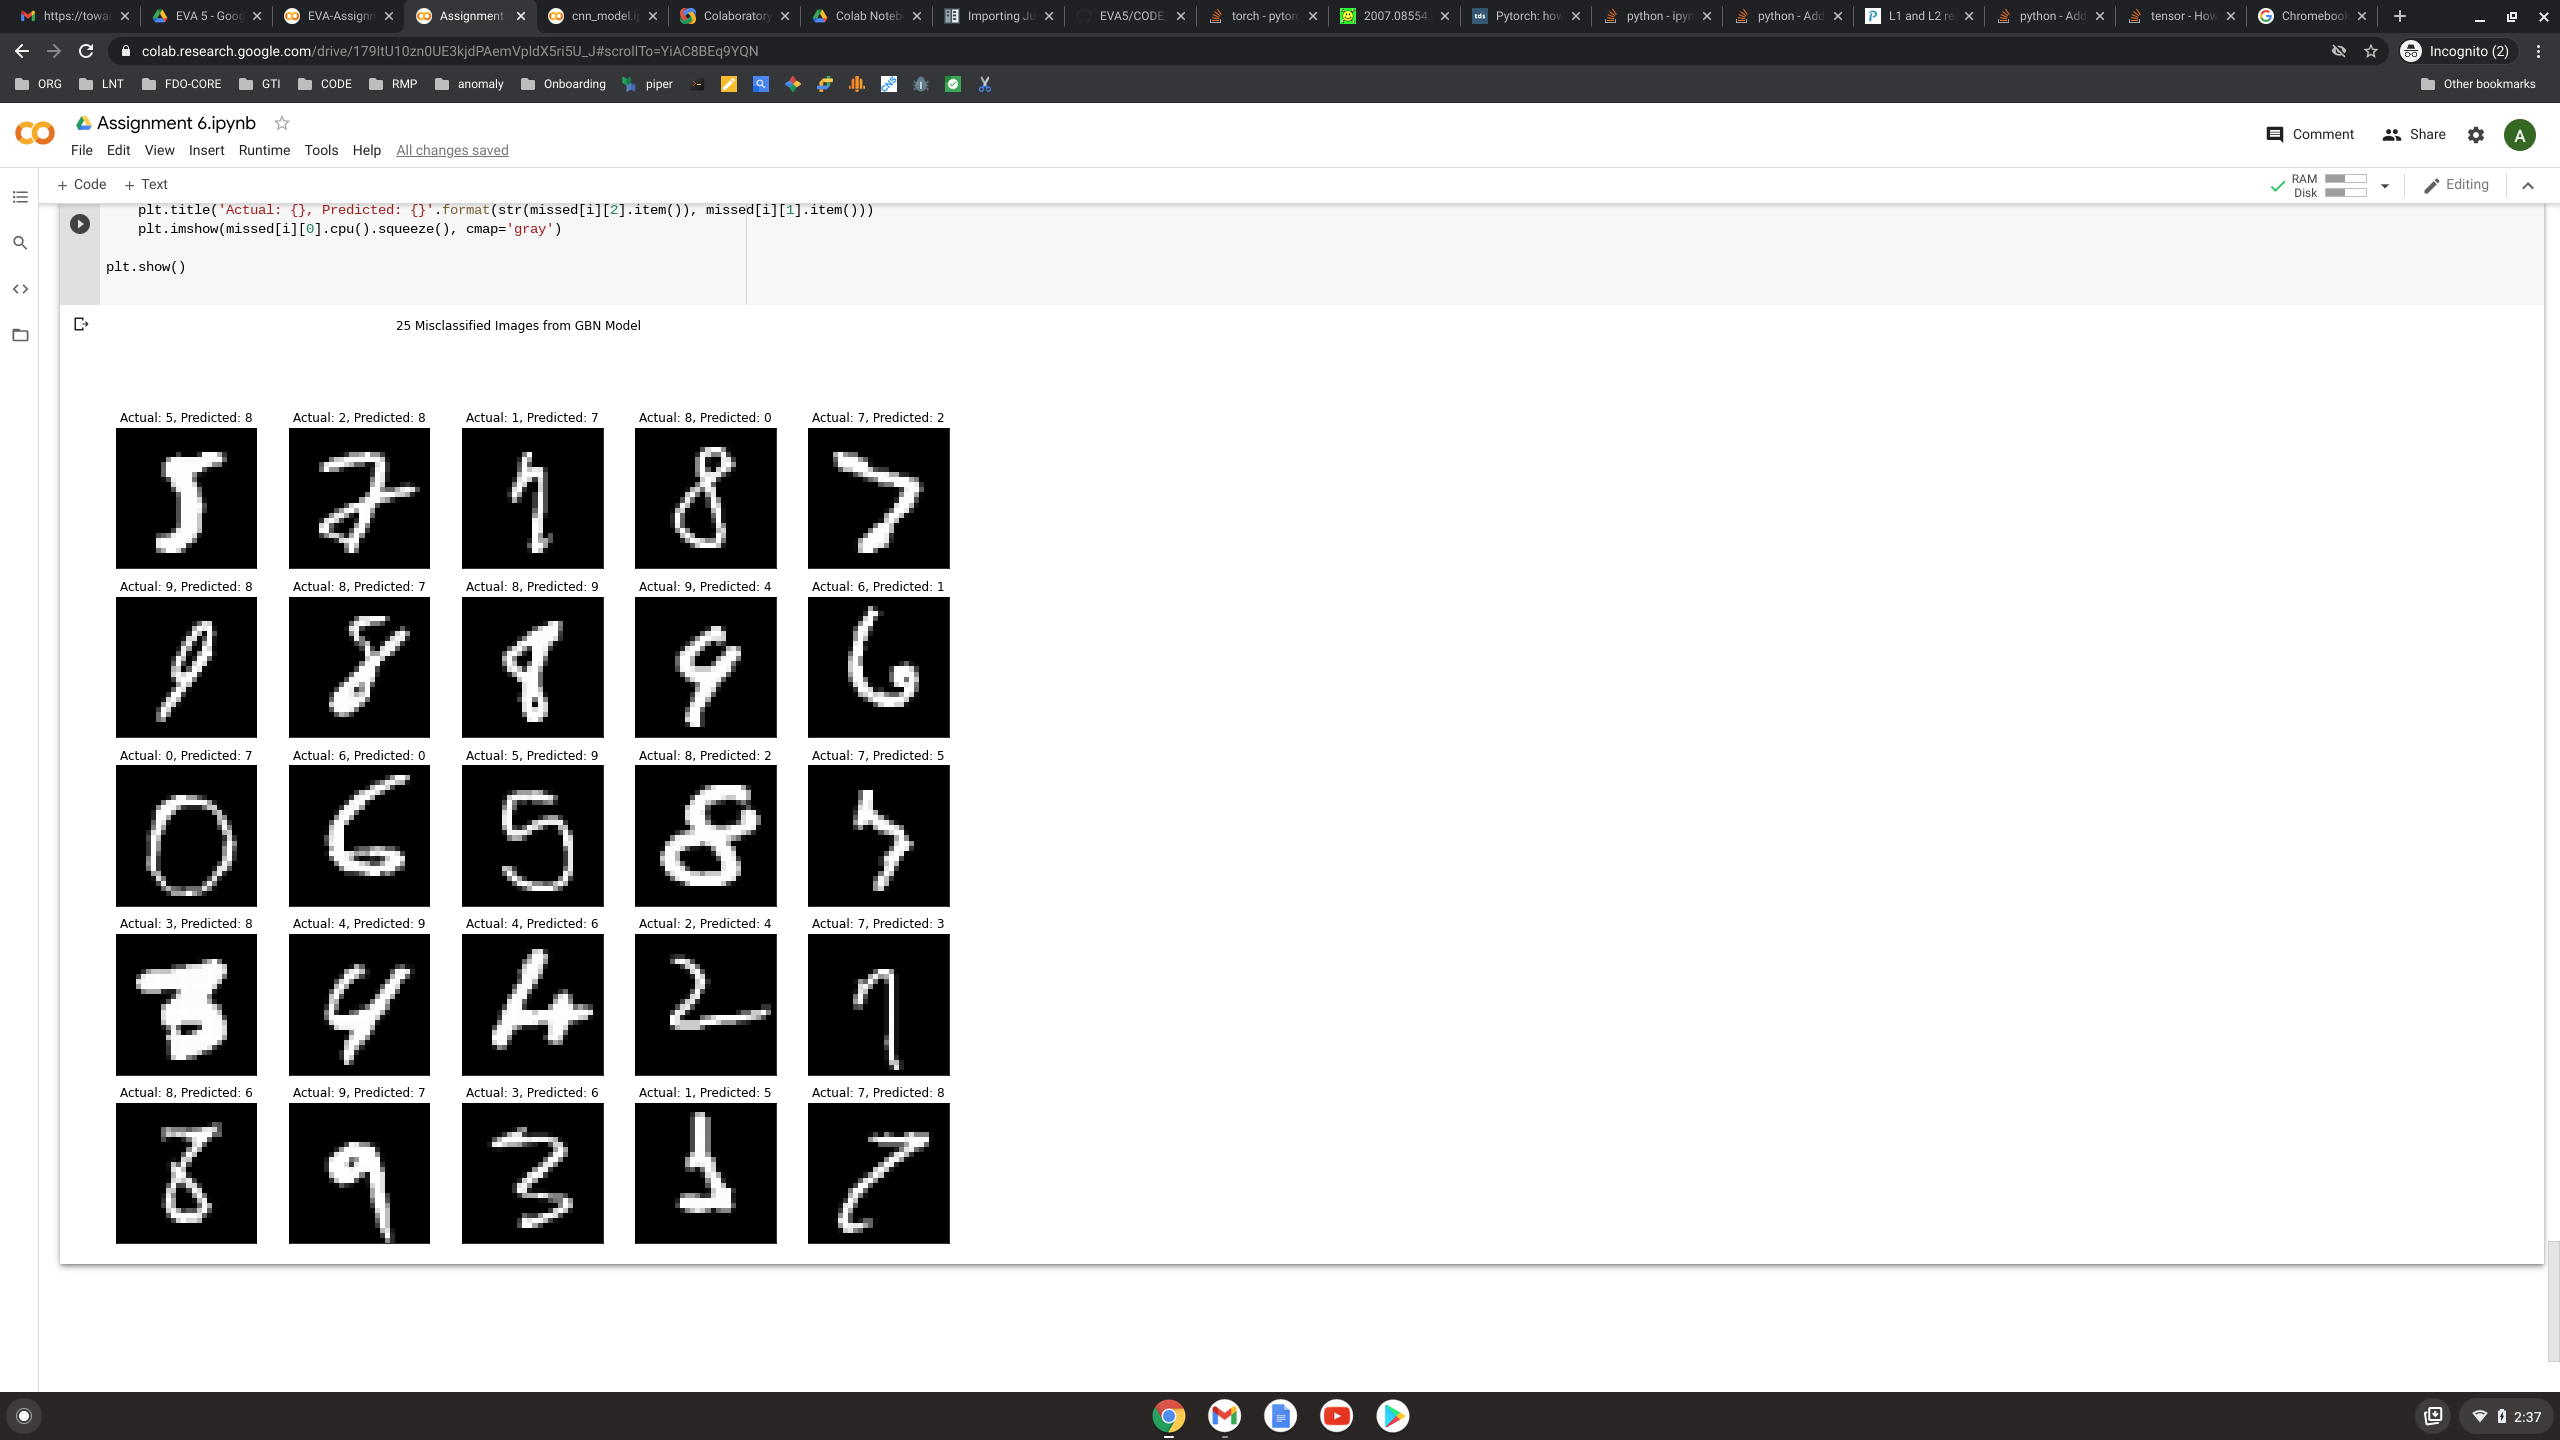 https://towar
EVA 5 - Goog
EVA-Assignm
Assignment
cnn_model.i
Colaboratory
Colab Noteb
Importing Ju
EVA5/CODE_
torch - pytorc
2007.08554
Pytorch: how
python - ipyn
python - Add
L1 and L2 re
python - Add
tensor - How
Chromebook
colab.research.google.com/drive/179ItU10zn0UE3kjdPAemVpldX5ri5U_J#scrollTo=YiAC8BEq9YQN
Incognito (2)
ORG LNT FDO-CORE GTI CODE RMP anomaly Onboarding piper Other bookmarks
Assignment 6.ipynb
Comment Share A
File Edit View Insert Runtime Tools Help All changes saved
+ Code + Text
RAM
Disk
Editing
plt.title('Actual: {}, Predicted: {}'.format(str(missed[i][2].item()), missed[i][1].item()))
plt.imshow(missed[i][0].cpu().squeeze(), cmap='gray')
plt.show()
25 Misclassified Images from GBN Model
Actual: 5, Predicted: 8 Actual: 2, Predicted: 8 Actual: 1, Predicted: 7 Actual: 8, Predicted: 0 Actual: 7, Predicted: 2
Actual: 9, Predicted: 8 Actual: 8, Predicted: 7 Actual: 8, Predicted: 9 Actual: 9, Predicted: 4 Actual: 6, Predicted: 1
Actual: 0, Predicted: 7 Actual: 6, Predicted: 0 Actual: 5, Predicted: 9 Actual: 8, Predicted: 2 Actual: 7, Predicted: 5
Actual: 3, Predicted: 8 Actual: 4, Predicted: 9 Actual: 4, Predicted: 6 Actual: 2, Predicted: 4 Actual: 7, Predicted: 3
Actual: 8, Predicted: 6 Actual: 9, Predicted: 7 Actual: 3, Predicted: 6 Actual: 1, Predicted: 5 Actual: 7, Predicted: 8
2:37